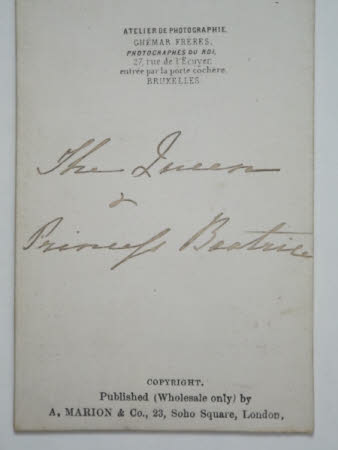 ATELIER DE PHOTOGRAPHIE.
GHÉMAR FRÈRES,
PHOTOGRAPHES DU ROI,
27, rue de l'Ecuyer,
entrée par la porte cochère.
BRUXELLES
The Queen
&
Princess Beatrice
COPYRIGHT.
Published (Wholesale only) by
A. MARION & Co., 23, Soho Square, London,